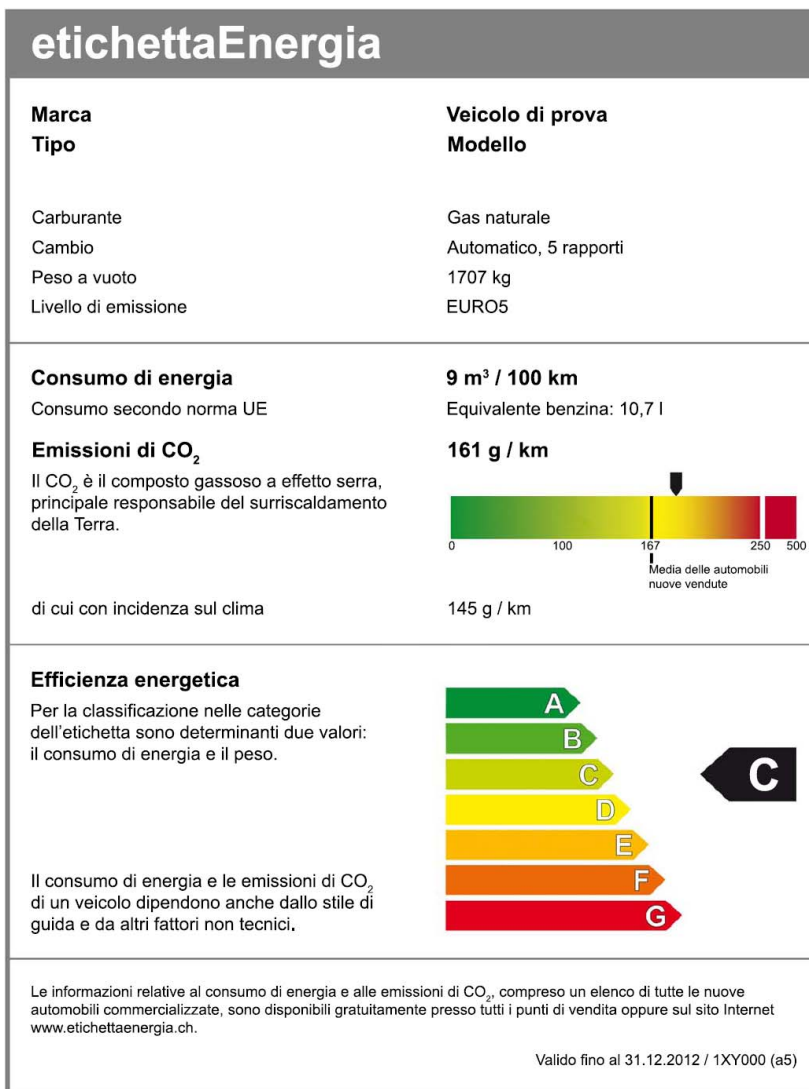 etichettaEnergia
Marca Veicolo di prova
Tipo Modello
Carburante Gas naturale
Cambio Automatico, 5 rapporti
Peso a vuoto 1707 kg
Livello di emissione EURO5
Consumo di energia 9 m³ / 100 km
Consumo secondo norma UE Equivalente benzina: 10,7 l
Emissioni di CO₂ 161 g / km
Il CO₂ è il composto gassoso a effetto serra,
principale responsabile del surriscaldamento
della Terra.
0 100 167 250 500
Media delle automobili
nuove vendute
di cui con incidenza sul clima 145 g / km
Efficienza energetica
Per la classificazione nelle categorie
dell'etichetta sono determinanti due valori:
il consumo di energia e il peso.
A
B
C
D
E
F
G
C
Il consumo di energia e le emissioni di CO₂
di un veicolo dipendono anche dallo stile di
guida e da altri fattori non tecnici.
Le informazioni relative al consumo di energia e alle emissioni di CO₂, compreso un elenco di tutte le nuove
automobili commercializzate, sono disponibili gratuitamente presso tutti i punti di vendita oppure sul sito Internet
www.etichettaenergia.ch.
Valido fino al 31.12.2012 / 1XY000 (a5)